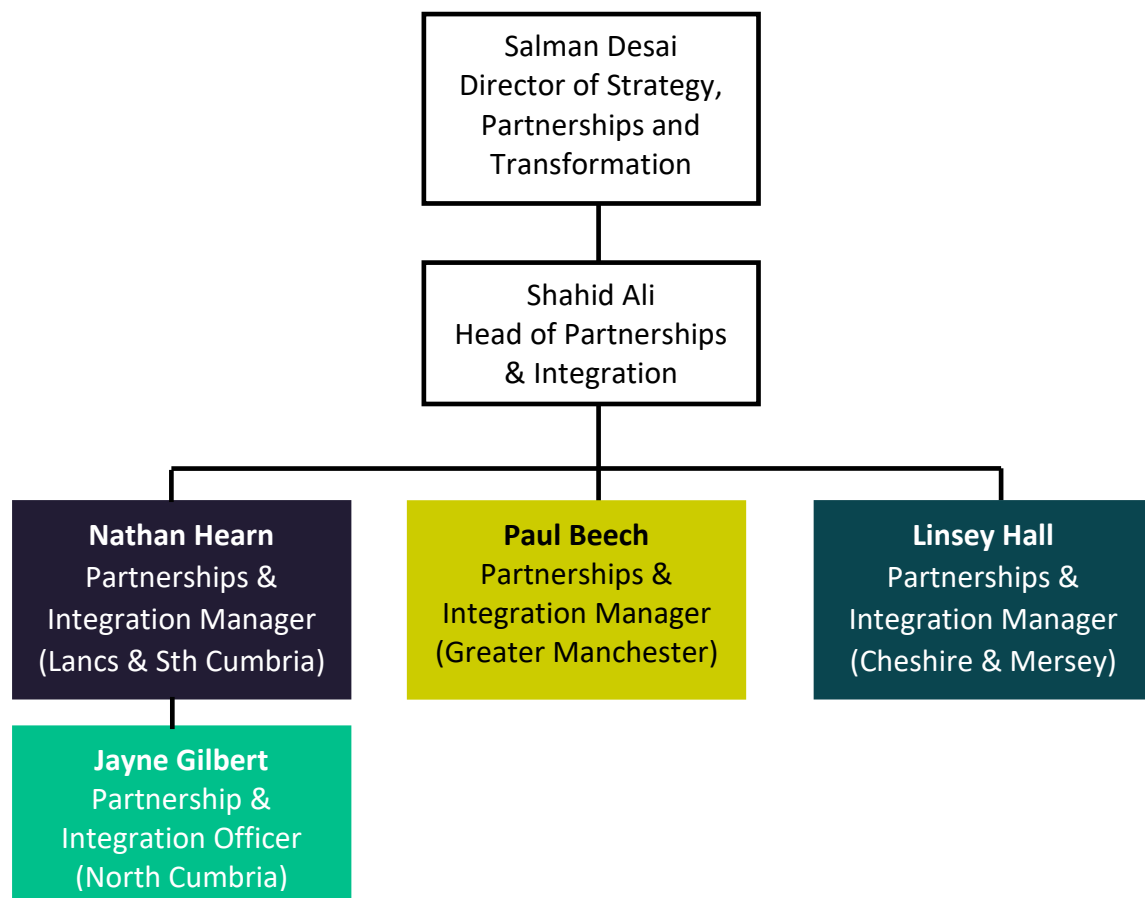 Salman Desai
Director of Strategy,
Partnerships and
Transformation
Shahid Ali
Head of Partnerships
& Integration
Nathan Hearn
Partnerships &
Integration Manager
(Lancs & Sth Cumbria)
Paul Beech
Partnerships &
Integration Manager
(Greater Manchester)
Linsey Hall
Partnerships &
Integration Manager
(Cheshire & Mersey)
Jayne Gilbert
Partnership &
Integration Officer
(North Cumbria)